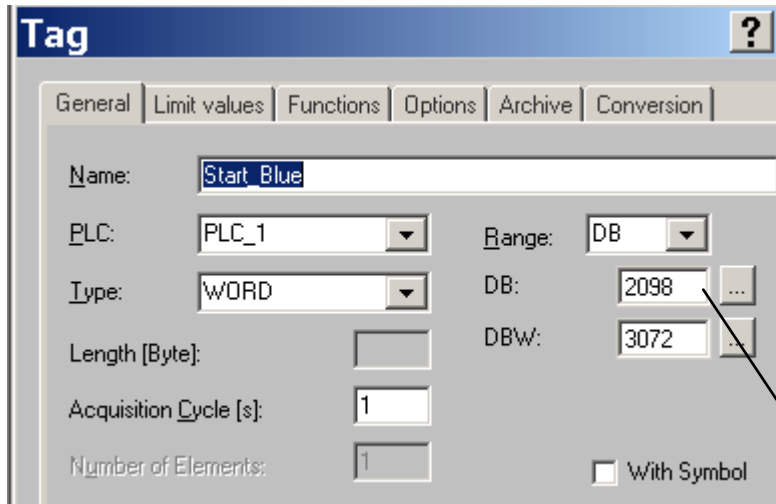 Tag ?
General Limit values Functions Options Archive Conversion
Name: Start_Blue
PLC: PLC_1 Range: DB
Type: WORD DB: 2098 ...
Length [Byte]: DBW: 3072 ...
Acquisition Cycle [s]: 1
Number of Elements: 1 With Symbol